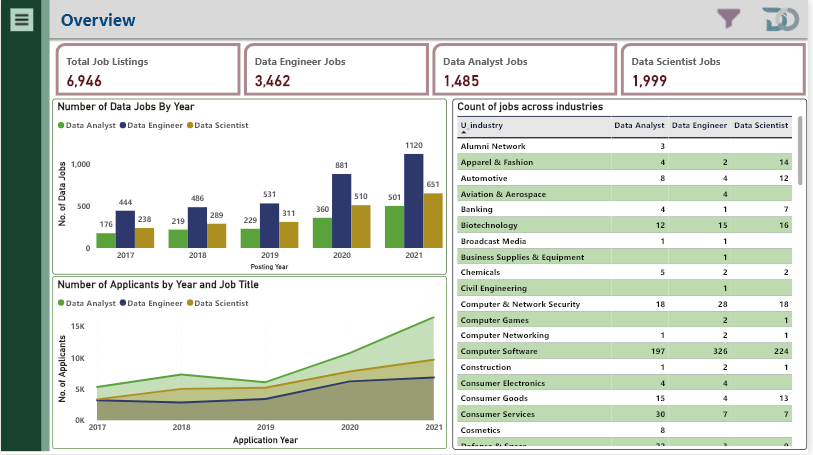 Overview
Total Job Listings
6,946
Data Engineer Jobs
3,462
Data Analyst Jobs
1,485
Data Scientist Jobs
1,999
Number of Data Jobs By Year
Data Analyst Data Engineer Data Scientist
No. of Data Jobs
1,000
500
0
176 444 238
219 486 289
229 531 311
360 881 510
501 1120 651
2017 2018 2019 2020 2021
Posting Year
Number of Applicants by Year and Job Title
Data Analyst Data Engineer Data Scientist
No. of Applicants
15K
10K
5K
0K
2017 2018 2019 2020 2021
Application Year
Count of jobs across industries
U_industry Data Analyst Data Engineer Data Scientist
Alumni Network 3
Apparel & Fashion 4 2 14
Automotive 8 4 12
Aviation & Aerospace 4
Banking 4 1 7
Biotechnology 12 15 16
Broadcast Media 1 1
Business Supplies & Equipment 1
Chemicals 5 2 2
Civil Engineering 1
Computer & Network Security 18 28 18
Computer Games 2 1
Computer Networking 1 2 1
Computer Software 197 326 224
Construction 1 2 1
Consumer Electronics 4 4
Consumer Goods 15 4 13
Consumer Services 30 7 7
Cosmetics 8
Defense & Space